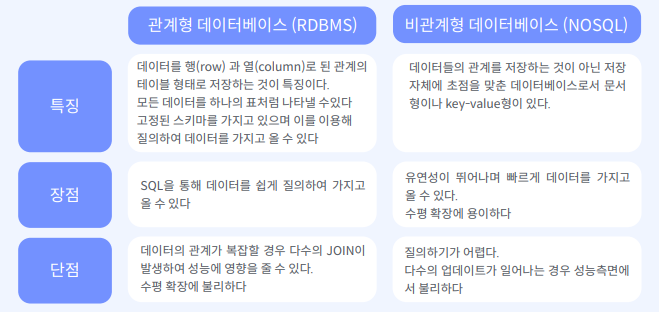 관계형 데이터베이스 (RDBMS)
비관계형 데이터베이스 (NOSQL)
특징
데이터를 행(row) 과 열(column)로 된 관계의
테이블 형태로 저장하는 것이 특징이다.
모든 데이터를 하나의 표처럼 나타낼 수있다
고정된 스키마를 가지고 있으며 이를 이용해
질의하여 데이터를 가지고 올 수 있다
데이터들의 관계를 저장하는 것이 아닌 저장
자체에 초점을 맞춘 데이터베이스로서 문서
형이나 key-value형이 있다.
장점
SQL을 통해 데이터를 쉽게 질의하여 가지고
올 수 있다
유연성이 뛰어나며 빠르게 데이터를 가지고
올 수 있다.
수평 확장에 용이하다
단점
데이터의 관계가 복잡할 경우 다수의 JOIN이
발생하여 성능에 영향을 줄 수 있다.
수평 확장에 불리하다
질의하기가 어렵다.
다수의 업데이트가 일어나는 경우 성능측면에
서 불리하다